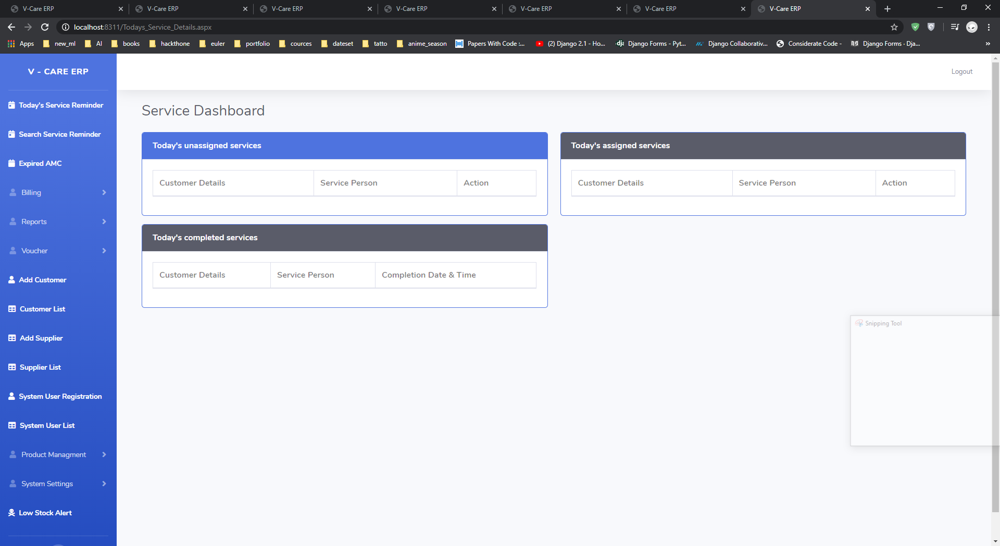 V-Care ERP
V-Care ERP
V-Care ERP
V-Care ERP
V-Care ERP
V-Care ERP
V-Care ERP
localhost:8311/Todays_Service_Details.aspx
Apps
new_ml
AI
books
hackthone
euler
portfolio
cources
dateset
tatto
anime_season
Papers With Code :...
(2) Django 2.1 - Ho...
dja
Django Forms - Pyt...
Django Collaborativ...
Considerate Code -
Django Forms · Dja...
»
V - CARE ERP
Logout
Today's Service Reminder
Search Service Reminder
Expired AMC
Billing
Reports
Voucher
Add Customer
Customer List
Add Supplier
Supplier List
System User Registration
System User List
Product Managment
System Settings
Low Stock Alert
Service Dashboard
Today's unassigned services
Customer Details
Service Person
Action
Today's assigned services
Customer Details
Service Person
Action
Today's completed services
Customer Details
Service Person
Completion Date & Time
Snipping Tool